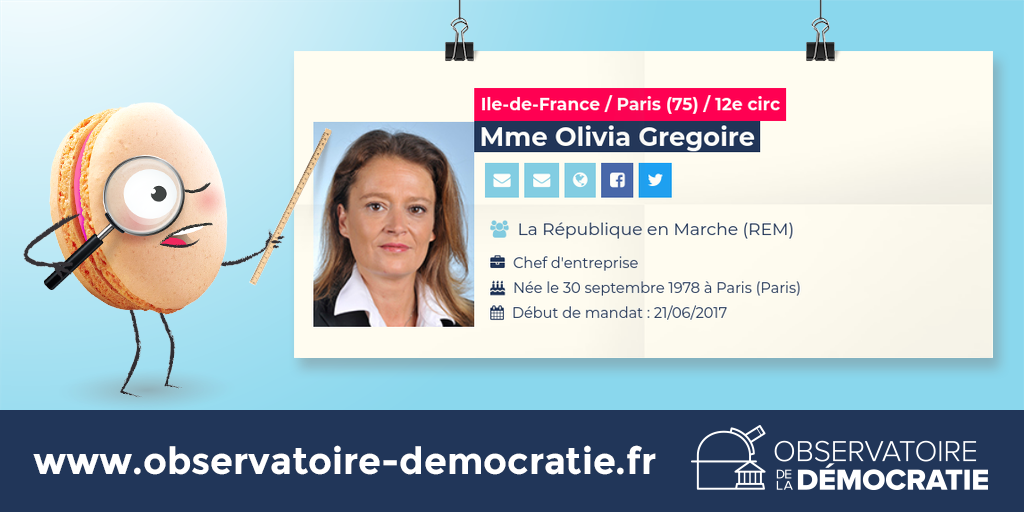 Ile-de-France / Paris (75) / 12e circ
Mme Olivia Gregoire
La République en Marche (REM)
Chef d'entreprise
Née le 30 septembre 1978 à Paris (Paris)
Début de mandat : 21/06/2017
www.observatoire-democratie.fr
OBSERVATOIRE
DE LA DÉMOCRATIE